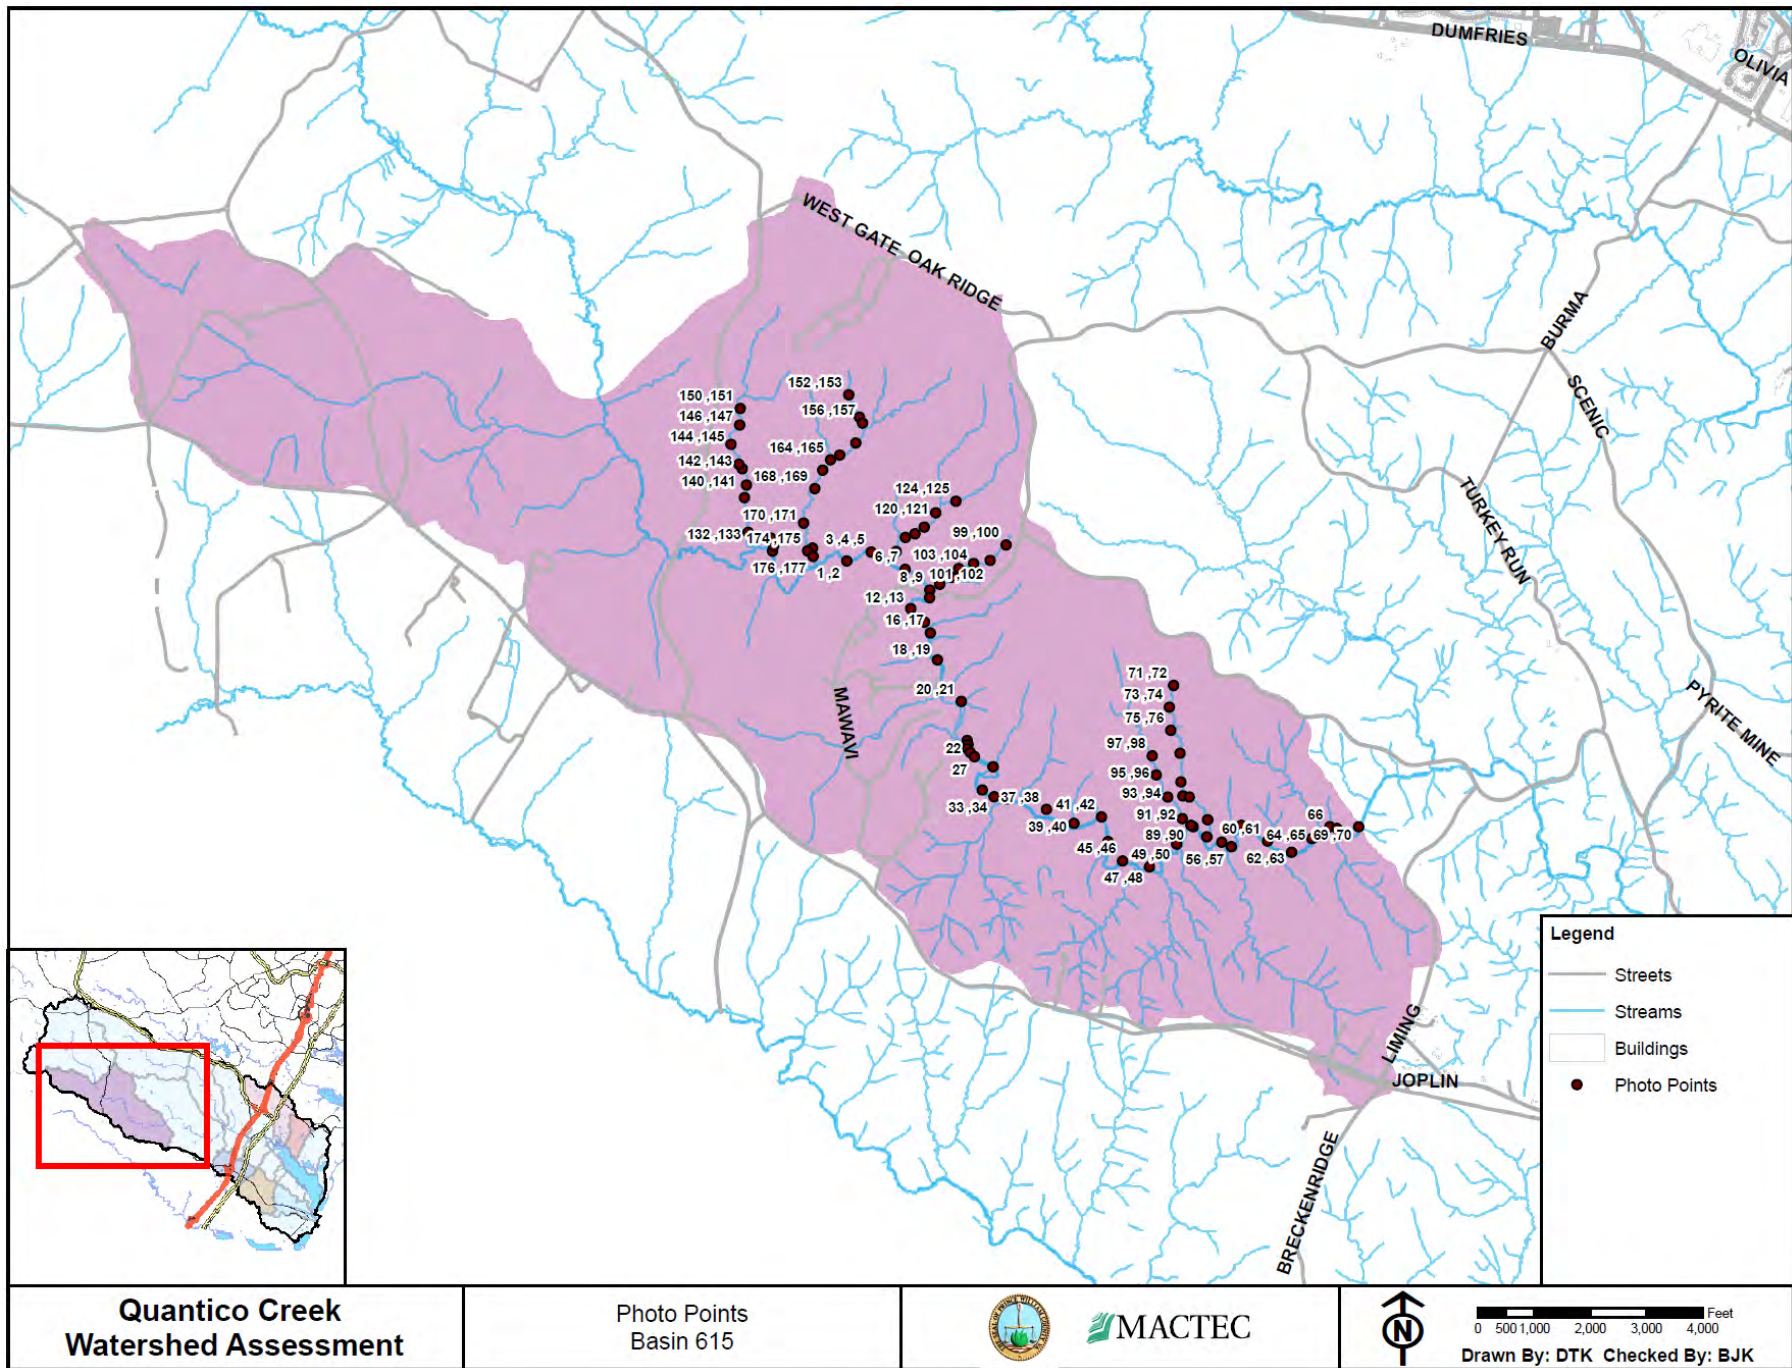 DUMFRIES
OLIVIA
WEST GATE OAK RIDGE
BURMA
SCENIC
TURKEY RUN
PYRITE MINE
MAWAVI
LIMING
JOPLIN
BRECKENRIDGE
150 ,151
152 ,153
146 ,147
156 ,157
144 ,145
164 ,165
142 ,143
168 ,169
140 ,141
124 ,125
170 ,171
120 ,121
132 ,133
174 ,175
3 ,4 ,5
99 ,100
176 ,177
1 ,2
6 ,7
103 ,104
8 ,9
101 ,102
12 ,13
16 ,17
18 ,19
20 ,21
71 ,72
73 ,74
75 ,76
22
97 ,98
27
95 ,96
33 ,34
37 ,38
93 ,94
41 ,42
91 ,92
66
39 ,40
89 ,90
60 ,61
64 ,65
69 ,70
45 ,46
49 ,50
56 ,57
62 ,63
47 ,48
Legend
Streets
Streams
Buildings
Photo Points
Quantico Creek
Watershed Assessment
Photo Points
Basin 615
MACTEC
N
Feet
0 500 1,000 2,000 3,000 4,000
Drawn By: DTK Checked By: BJK